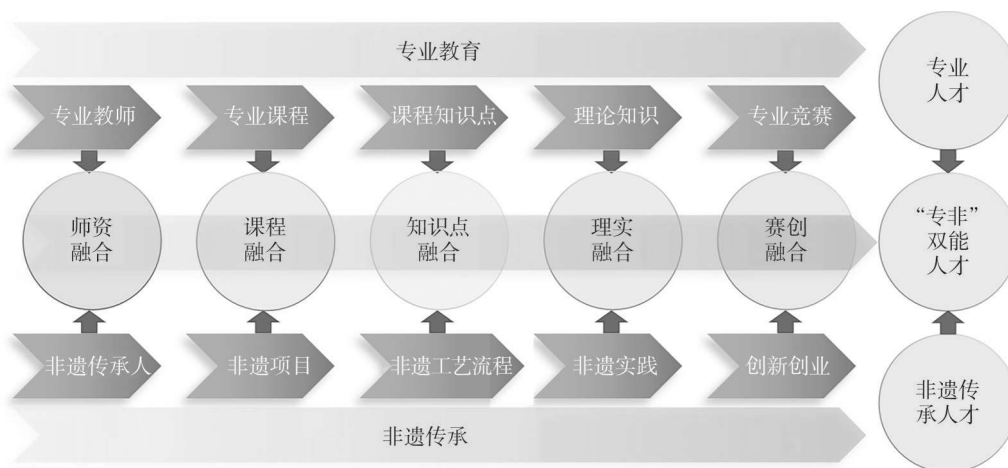 专业教育
专业
人才
专业教师
专业课程
课程知识点
理论知识
专业竞赛
师资
融合
课程
融合
知识点
融合
理实
融合
赛创
融合
“专非”
双能
人才
非遗传承人
非遗项目
非遗工艺流程
非遗实践
创新创业
非遗传
承人才
非遗传承